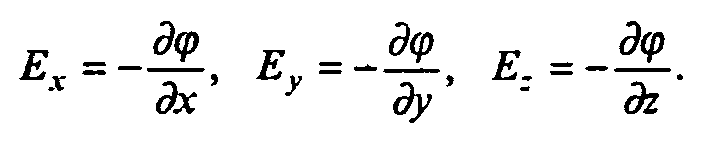 E_x = -∂φ/∂x, E_y = -∂φ/∂y, E_z = -∂φ/∂z.